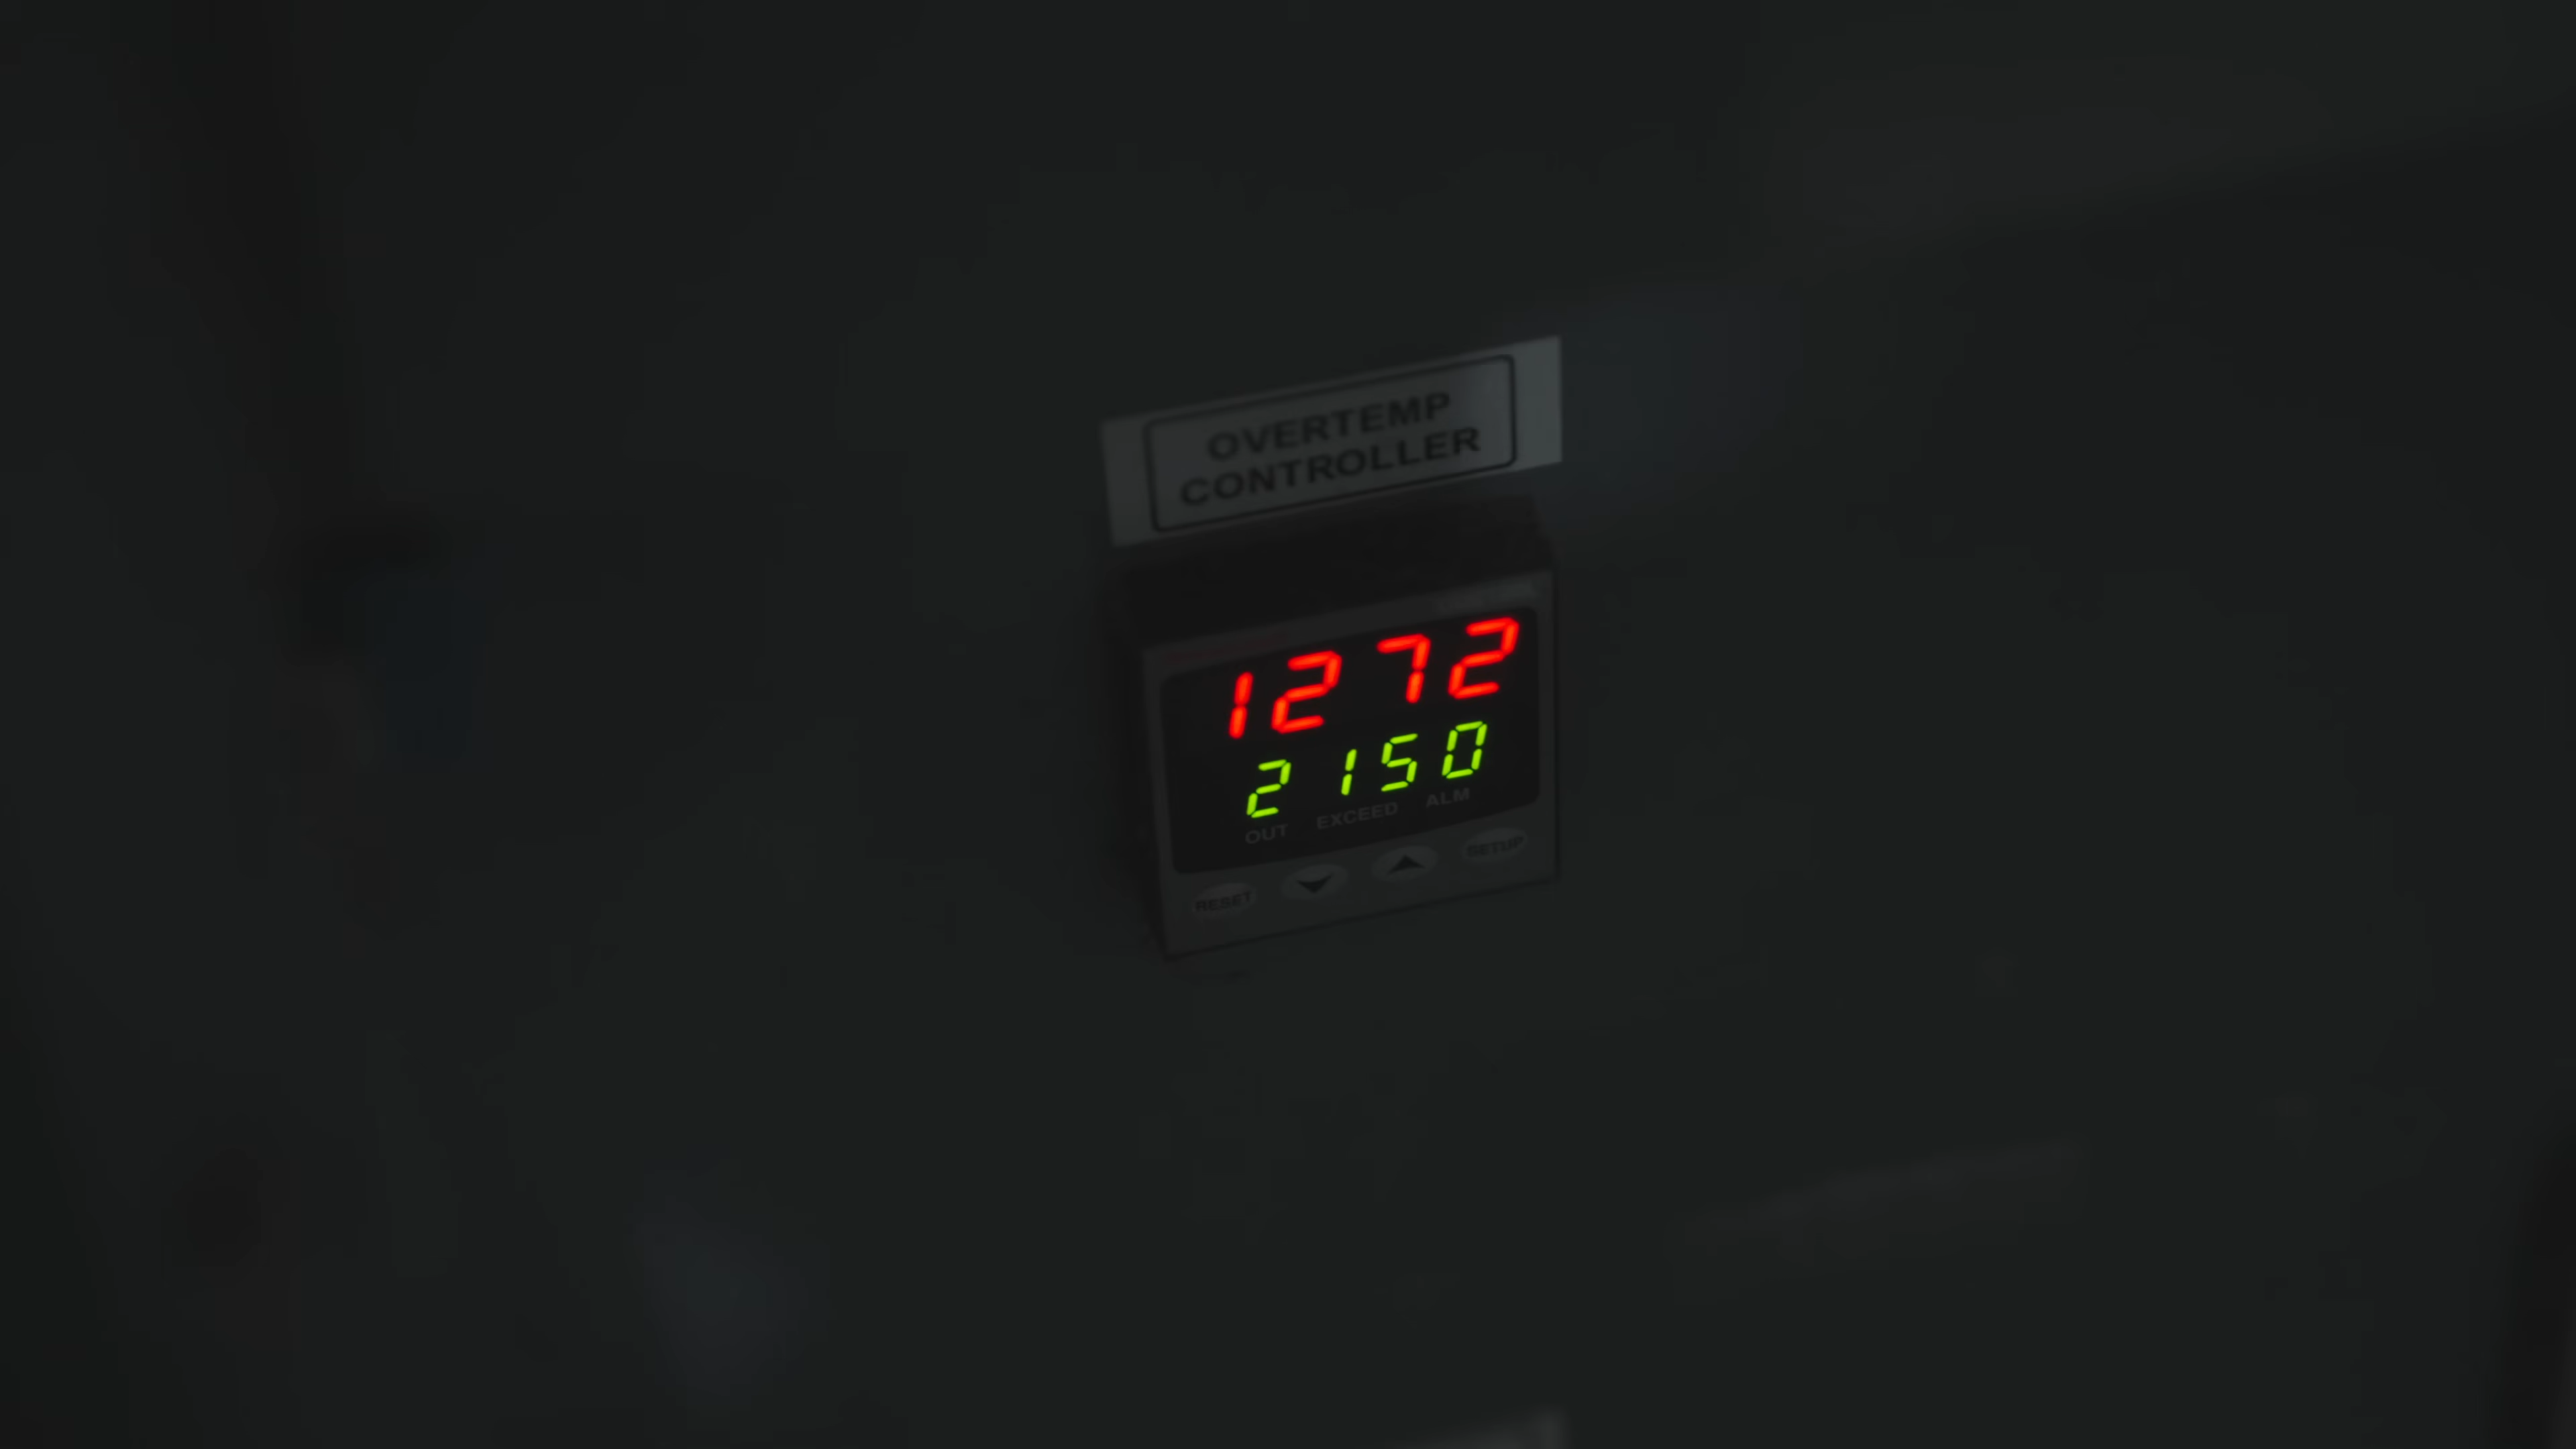 OVERTEMP
CONTROLLER
1272
2150
OUT EXCEED ALM
RESET SETUP